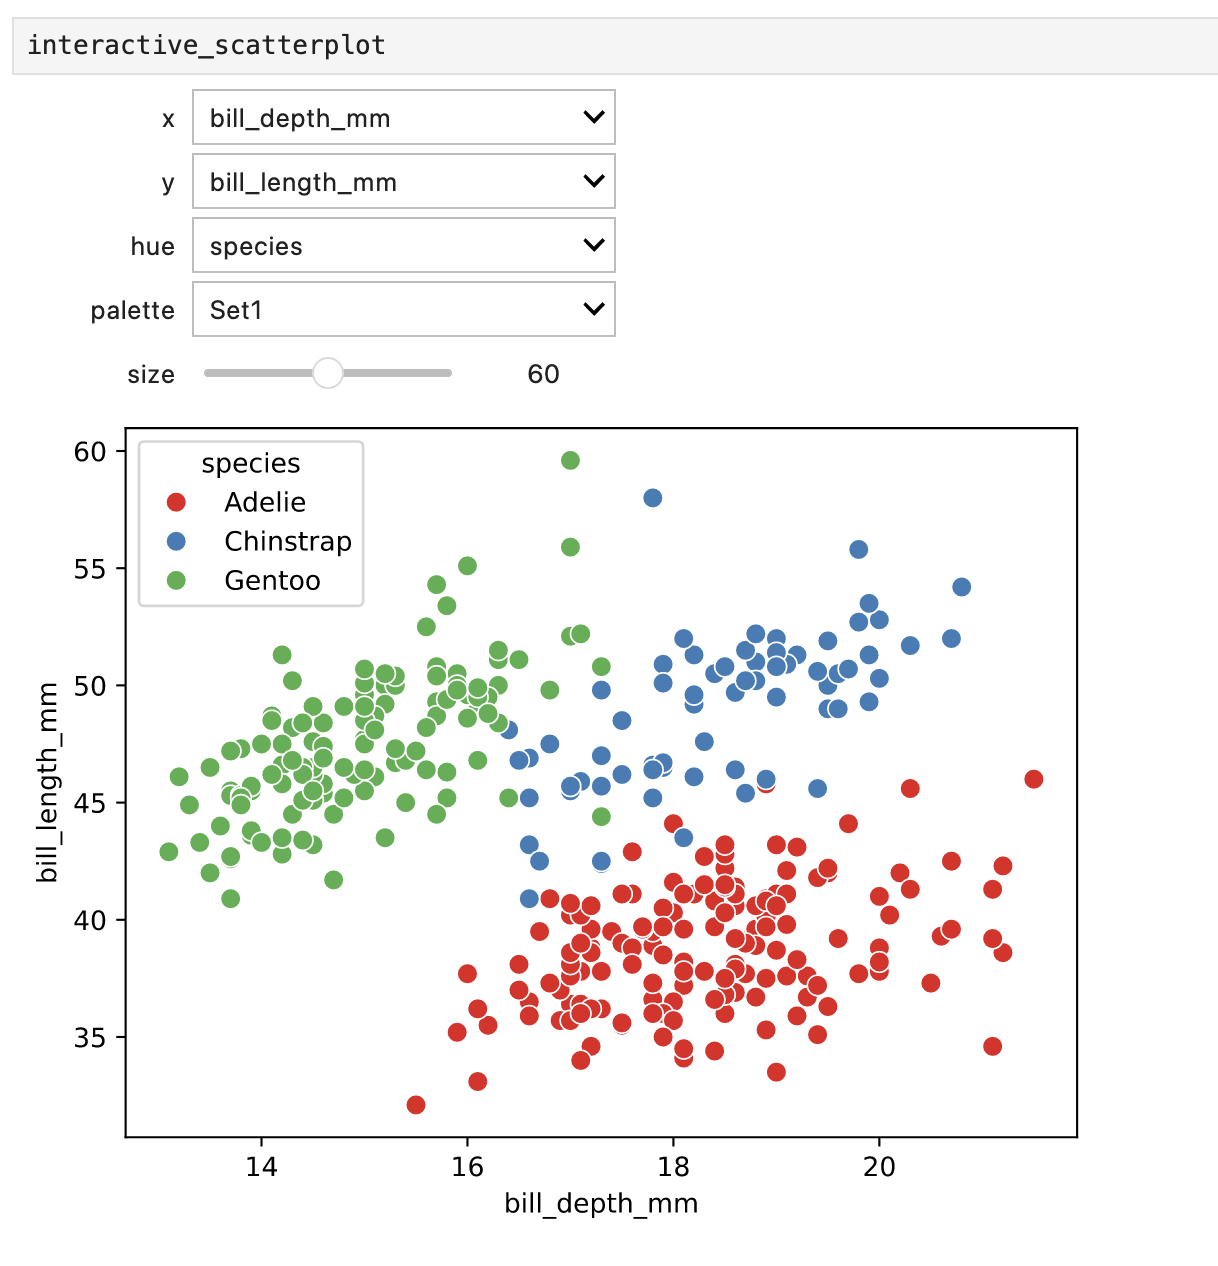 interactive_scatterplot
x bill_depth_mm
y bill_length_mm
hue species
palette Set1
size 60
species
Adelie
Chinstrap
Gentoo
60
55
50
45
40
35
bill_length_mm
14 16 18 20
bill_depth_mm